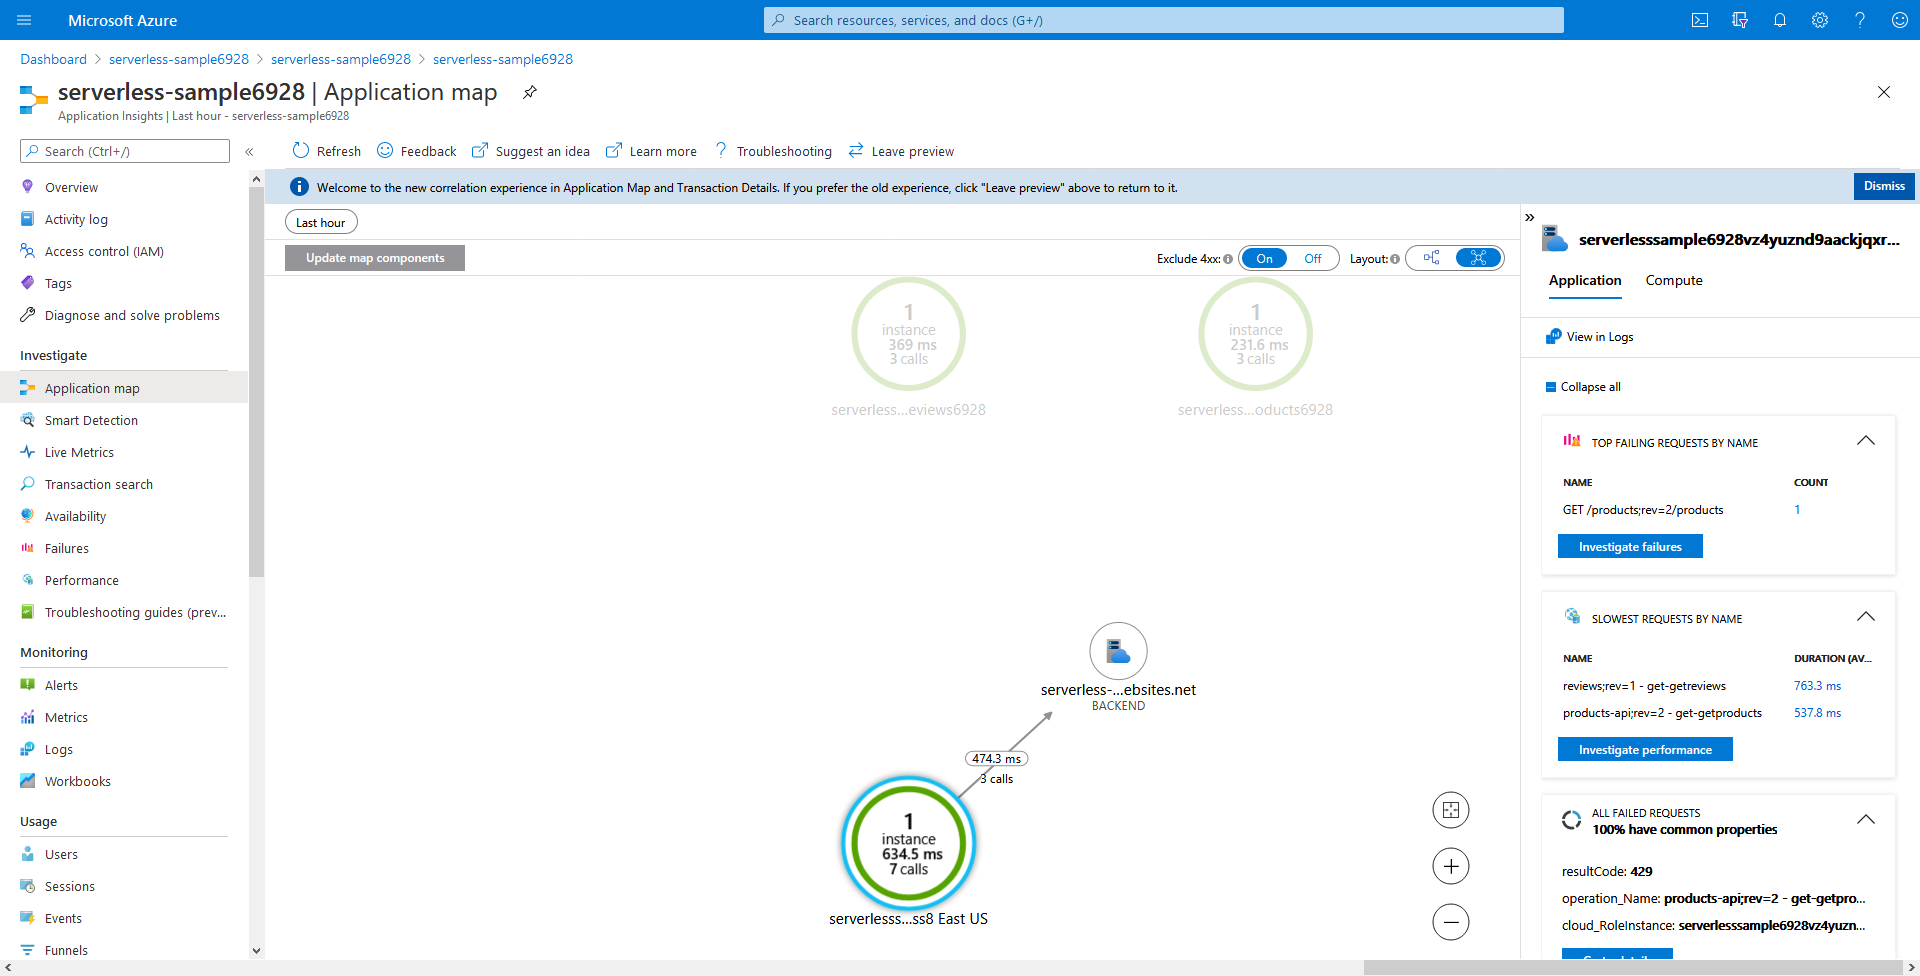 Microsoft Azure
Search resources, services, and docs (G+/)
Dashboard > serverless-sample6928 > serverless-sample6928 > serverless-sample6928
serverless-sample6928 | Application map
Application Insights | Last hour - serverless-sample6928
Search (Ctrl+/)
«
Refresh
Feedback
Suggest an idea
Learn more
Troubleshooting
Leave preview
Welcome to the new correlation experience in Application Map and Transaction Details. If you prefer the old experience, click "Leave preview" above to return to it.
Dismiss
Overview
Activity log
Access control (IAM)
Tags
Diagnose and solve problems
Investigate
Application map
Smart Detection
Live Metrics
Transaction search
Availability
Failures
Performance
Troubleshooting guides (prev...
Monitoring
Alerts
Metrics
Logs
Workbooks
Usage
Users
Sessions
Events
Funnels
Last hour
Update map components
Exclude 4xx:
On
Off
Layout:
1
instance
369 ms
3 calls
serverless...eviews6928
1
instance
231.6 ms
3 calls
serverless...oducts6928
serverless-...ebsites.net
BACKEND
474.3 ms
3 calls
1
instance
634.5 ms
7 calls
serverlesss...ss8 East US
»
serverlesssample6928vz4yuznd9aackjqxr...
Application
Compute
View in Logs
Collapse all
TOP FAILING REQUESTS BY NAME
NAME COUNT
GET /products;rev=2/products 1
Investigate failures
SLOWEST REQUESTS BY NAME
NAME DURATION (AV...
reviews;rev=1 - get-getreviews 763.3 ms
products-api;rev=2 - get-getproducts 537.8 ms
Investigate performance
ALL FAILED REQUESTS
100% have common properties
resultCode: 429
operation_Name: products-api;rev=2 - get-getpro...
cloud_RoleInstance: serverlesssample6928vz4yuzn...